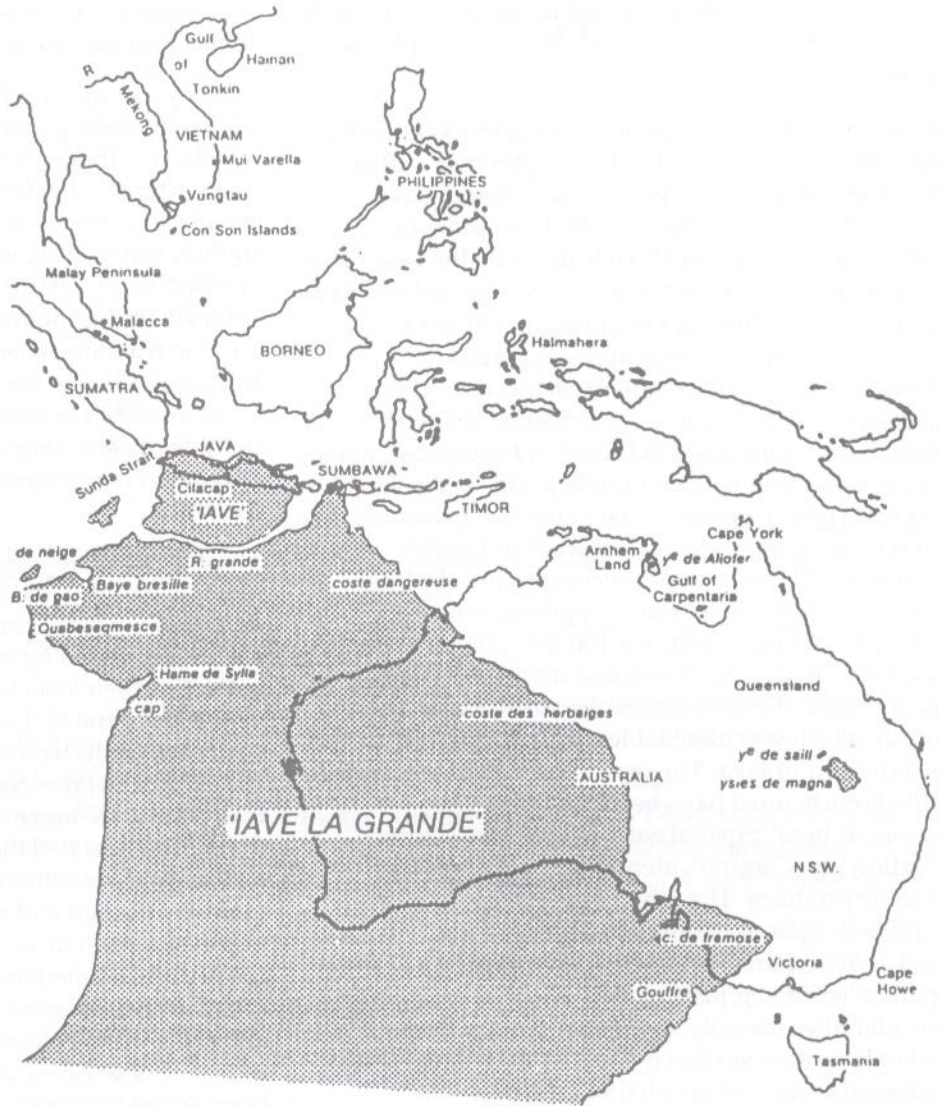 Gulf
of
Hainan
Tonkin
R
Mekong
VIETNAM
Mui Varella
Vungtau
Con Son Islands
PHILIPPINES
Malay Peninsula
Malacca
SUMATRA
BORNEO
Halmahera
JAVA
Sunda Strait
Cilacap
'IAVE'
SUMBAWA
TIMOR
R: grande
de neige
B: de gao
Baye bresille
Quabeseqmesce
coste dangereuse
Arnhem
Land
Cape York
yᵉ de Aliofer
Gulf of
Carpentaria
Hame de Sylla
cap
Queensland
coste des herbaiges
AUSTRALIA
yᵉ de saill
ysles de magna
'IAVE LA GRANDE'
N.S.W.
c: de framose
Victoria
Gouffre
Cape
Howe
Tasmania